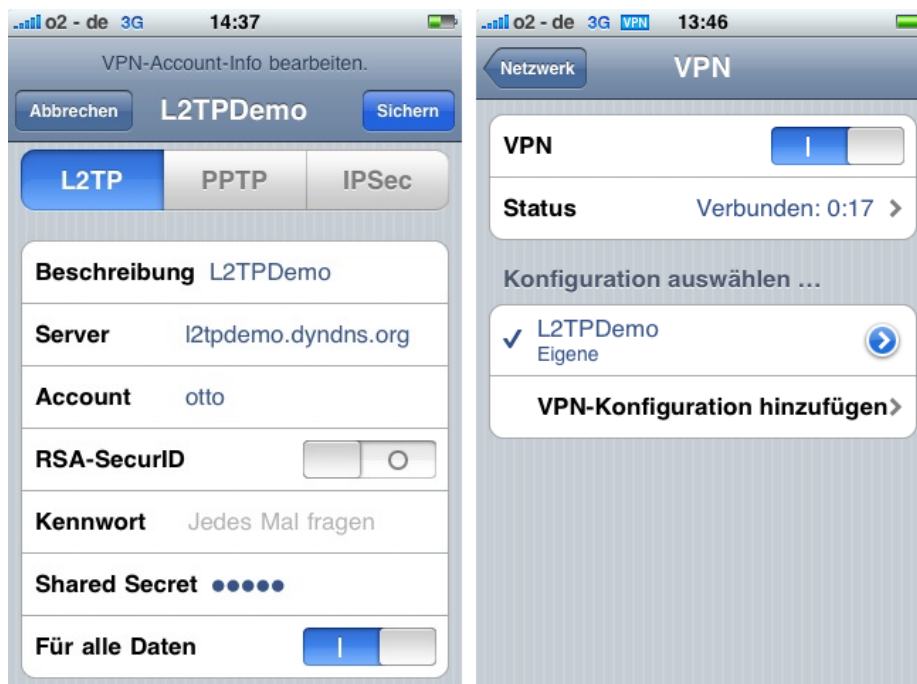 o2 - de 3G 14:37
VPN-Account-Info bearbeiten.
Abbrechen L2TPDemo Sichern
L2TP PPTP IPSec
Beschreibung L2TPDemo
Server l2tpdemo.dyndns.org
Account otto
RSA-SecurID
Kennwort Jedes Mal fragen
Shared Secret ●●●●●
Für alle Daten
o2 - de 3G VPN 13:46
Netzwerk VPN
VPN
Status Verbunden: 0:17
Konfiguration auswählen ...
L2TPDemo
Eigene
VPN-Konfiguration hinzufügen